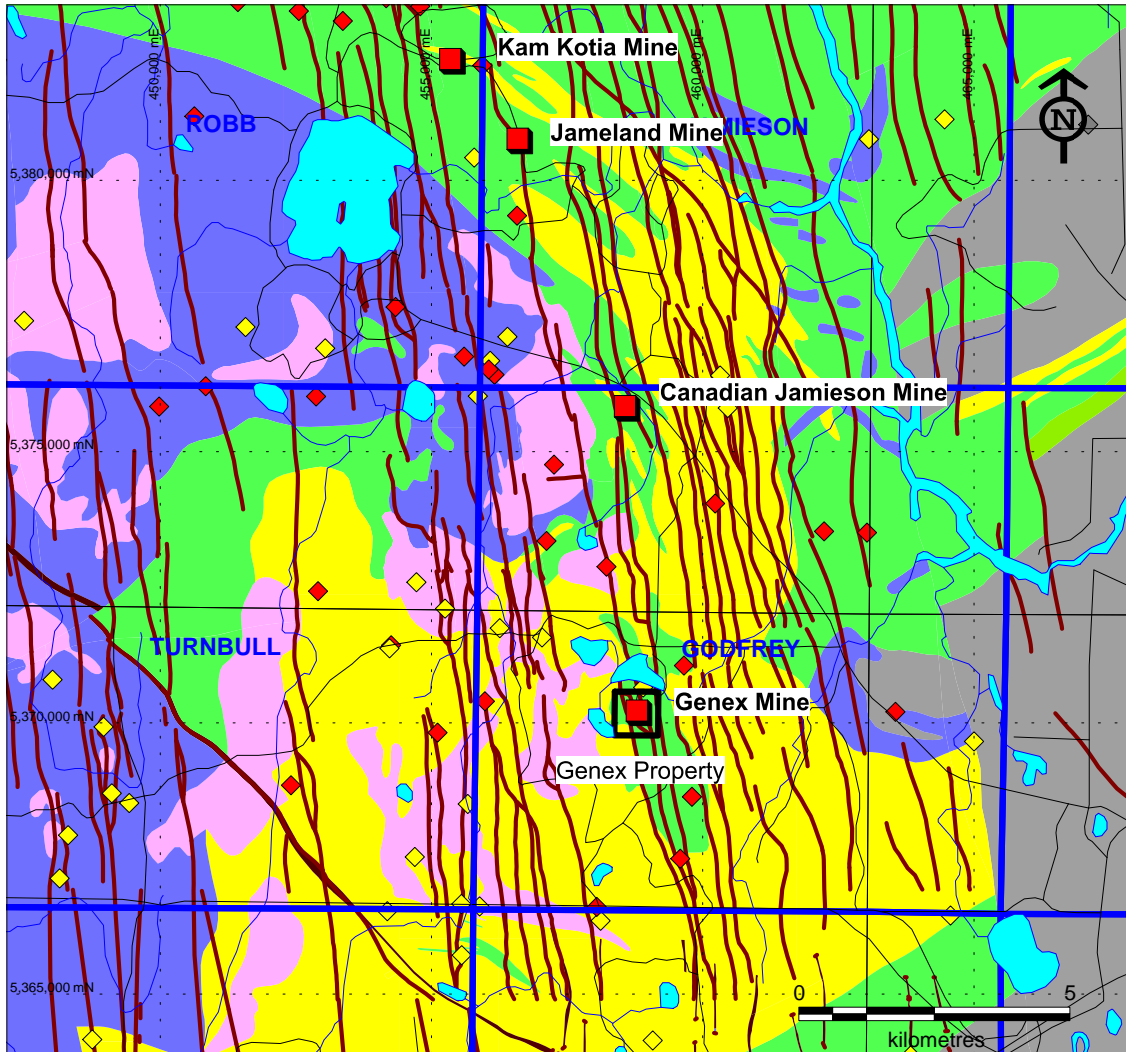 450,000 mE
455,000 mE
460,000 mE
465,000 mE
Kam Kotia Mine
N
ROBB
Jameland Mine
MIESON
5,380,000 mN
Canadian Jamieson Mine
5,375,000 mN
TURNBULL
GODFREY
Genex Mine
5,370,000 mN
Genex Property
5,365,000 mN
0 5
kilometres